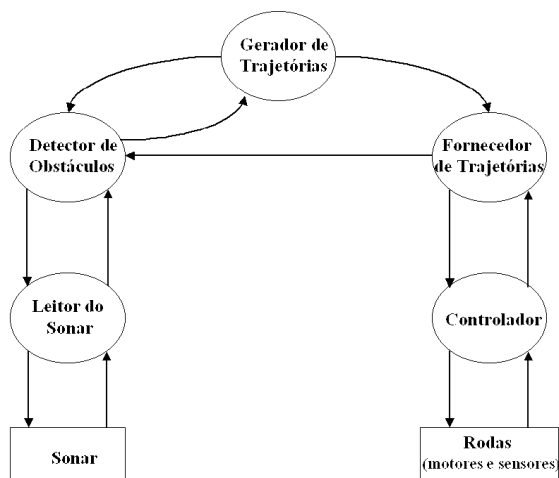 Gerador de
Trajetórias
Detector de
Obstáculos
Fornecedor
de Trajetórias
Leitor do
Sonar
Controlador
Sonar
Rodas
(motores e sensores)